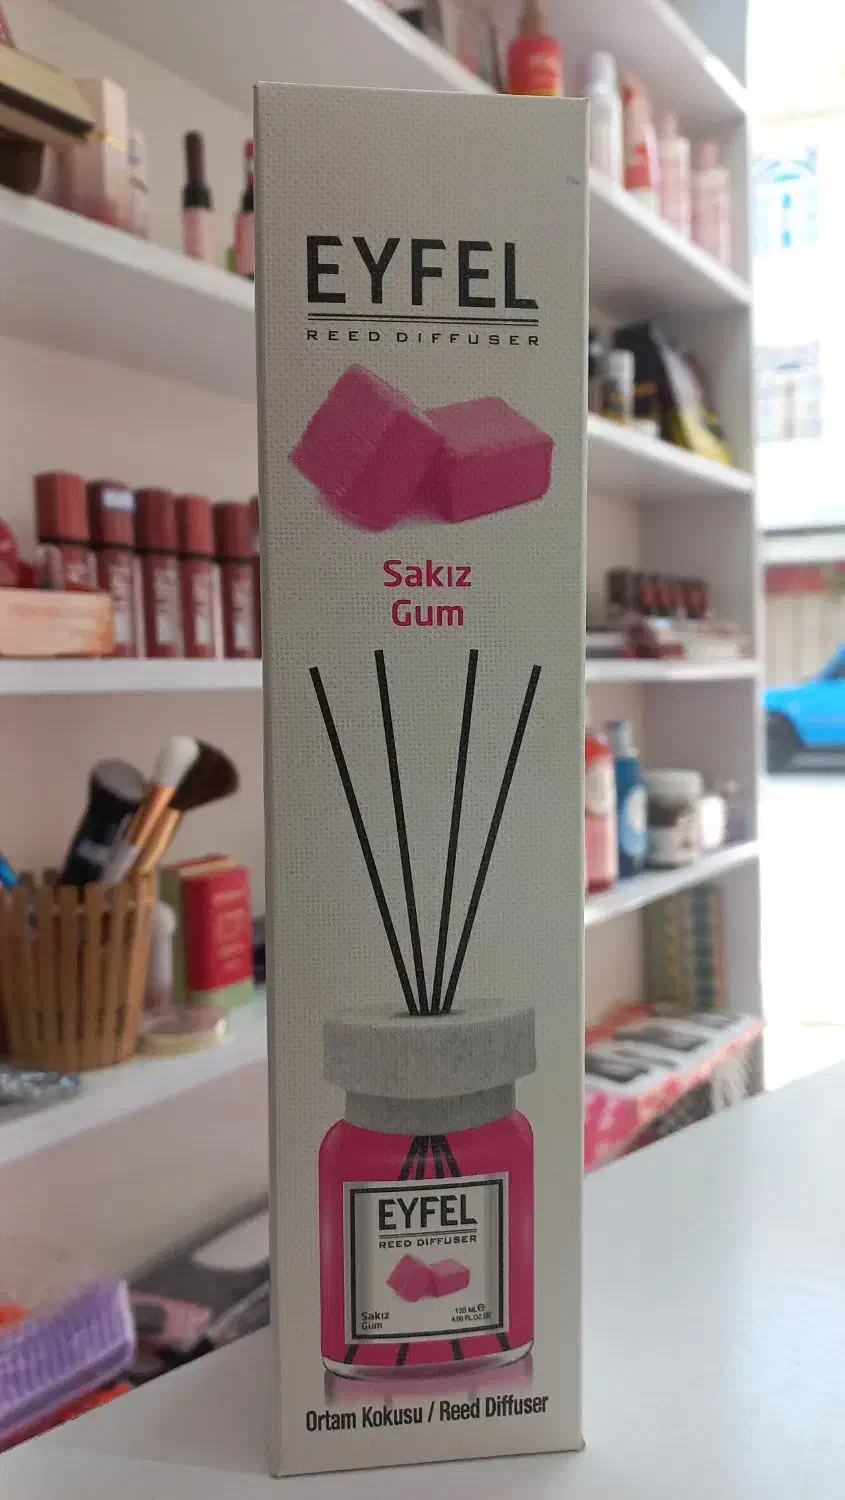 EYFEL
REED DIFFUSER
Sakız
Gum
EYFEL
REED DIFFUSER
Sakız
Gum
120 ML ℮
4.06 FL.OZ.
Ortam Kokusu / Reed Diffuser